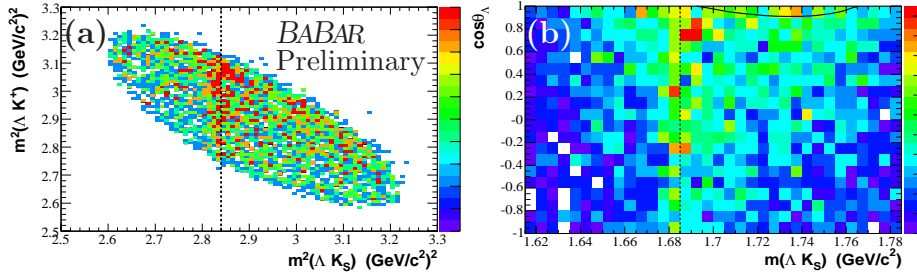 (a)
BABAR
Preliminary
m²(Λ K⁺) (GeV/c²)²
3.3
3.2
3.1
3
2.9
2.8
2.7
2.6
2.5
2.5 2.6 2.7 2.8 2.9 3 3.1 3.2 3.3
m²(Λ K_S) (GeV/c²)²
(b)
cosθ_Λ
1
0.8
0.6
0.4
0.2
-0
-0.2
-0.4
-0.6
-0.8
-1
1.62 1.64 1.66 1.68 1.7 1.72 1.74 1.76 1.78
m(Λ K_S) (GeV/c²)